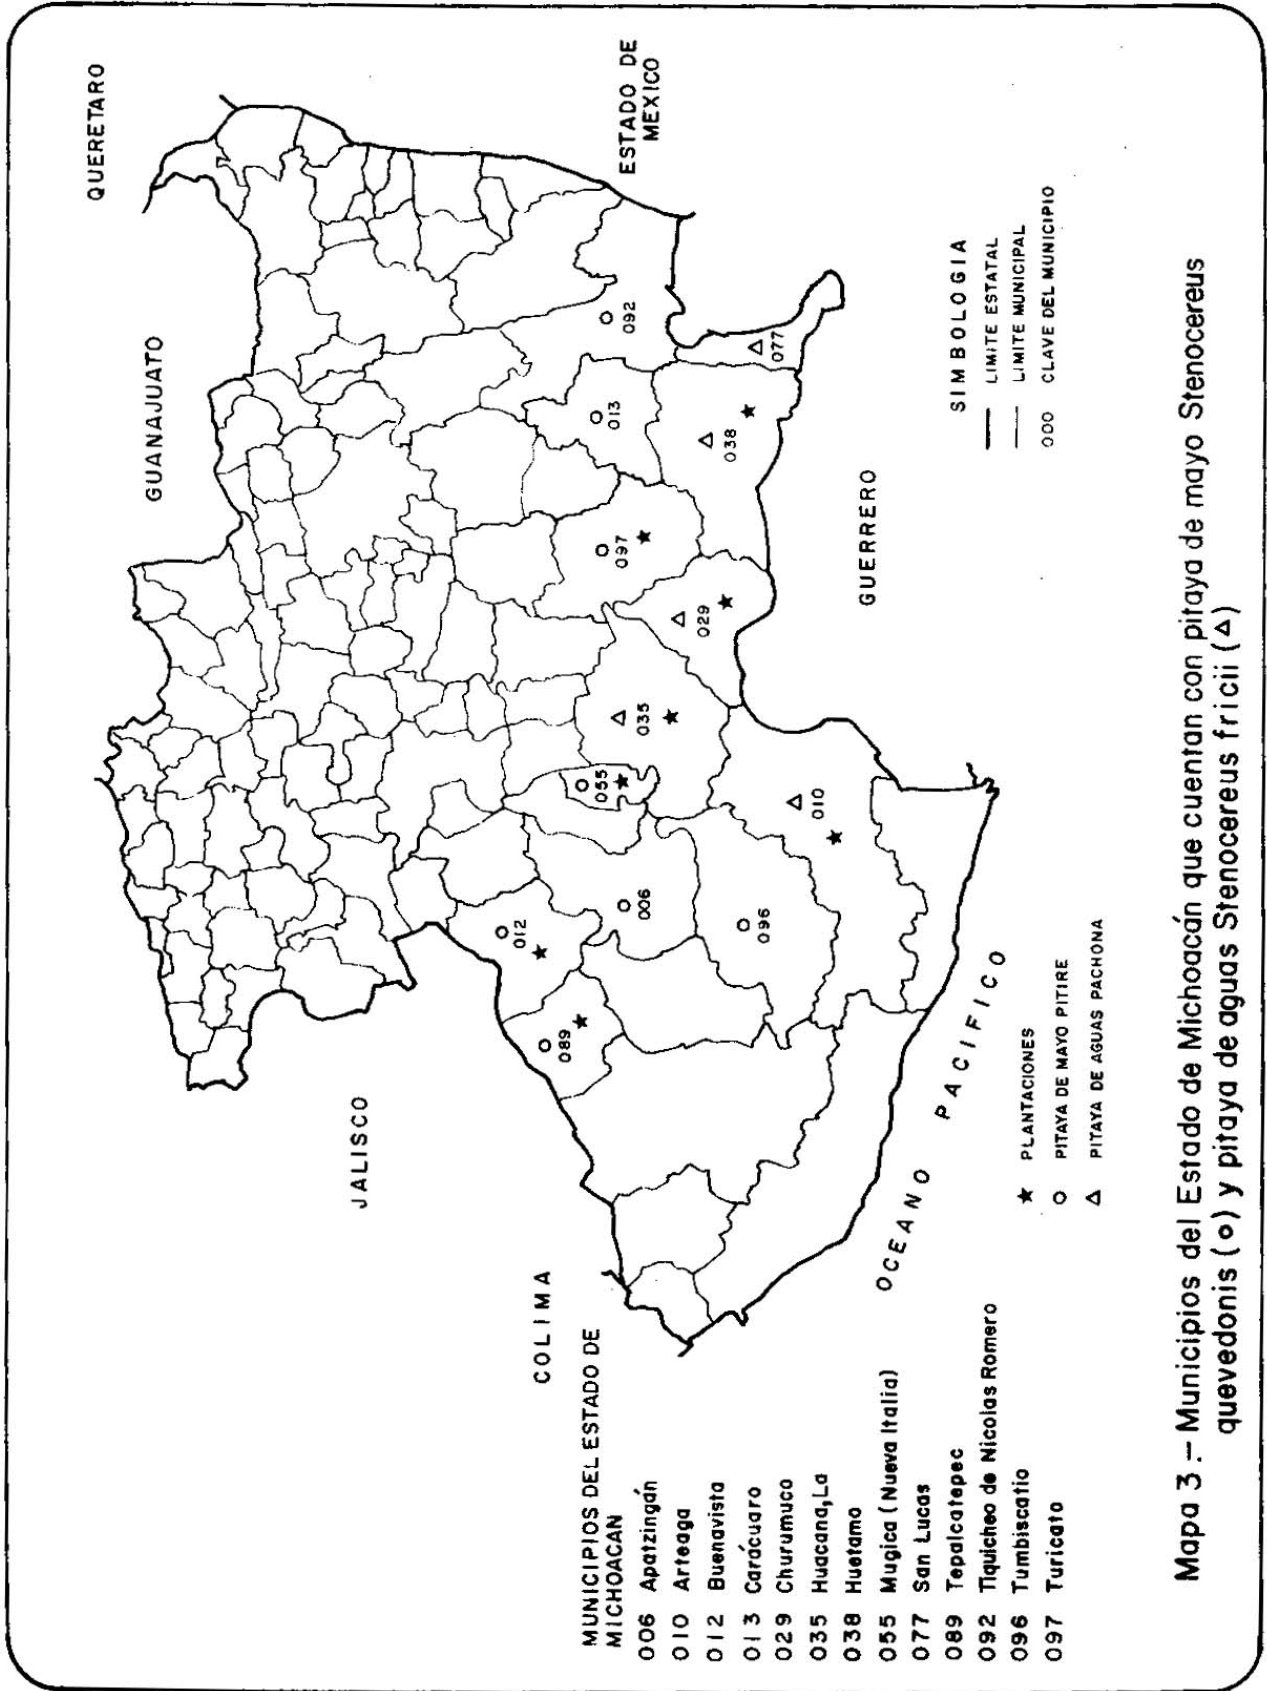 QUERETARO
GUANAJUATO
JALISCO
ESTADO DE
MEXICO
COLIMA
GUERRERO
OCEANO PACIFICO
092
077
013
038
097
029
035
055
010
006
012
096
089
SIMBOLOGIA
LIMITE ESTATAL
LIMITE MUNICIPAL
000 CLAVE DEL MUNICIPIO
★ PLANTACIONES
○ PITAYA DE MAYO PITIRE
△ PITAYA DE AGUAS PACHONA
MUNICIPIOS DEL ESTADO DE
MICHOACAN
006 Apatzingán
010 Arteaga
012 Buenavista
013 Carácuaro
029 Churumuco
035 Huacana, La
038 Huetamo
055 Mugica (Nueva Italia)
077 San Lucas
089 Tepalcatepec
092 Tiquicheo de Nicolas Romero
096 Tumbiscatio
097 Turicato
Mapa 3.- Municipios del Estado de Michoacán que cuentan con pitaya de mayo Stenocereus
quevedonis (o) y pitaya de aguas Stenocereus fricii (△)